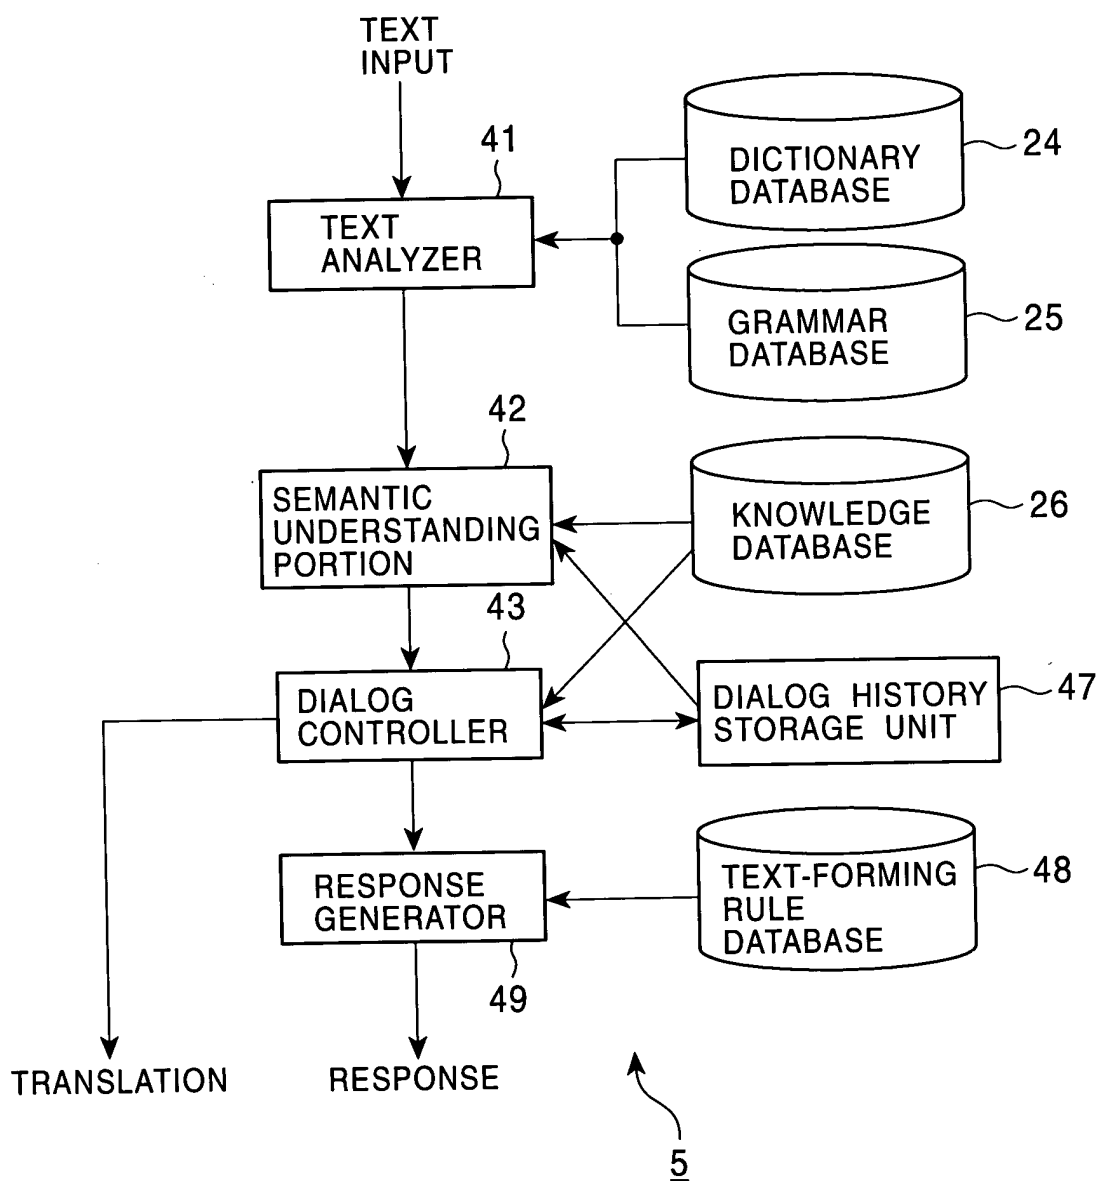 TEXT
INPUT
41
TEXT
ANALYZER
DICTIONARY
DATABASE
24
GRAMMAR
DATABASE
25
42
SEMANTIC
UNDERSTANDING
PORTION
KNOWLEDGE
DATABASE
26
43
DIALOG
CONTROLLER
DIALOG HISTORY
STORAGE UNIT
47
RESPONSE
GENERATOR
49
TEXT-FORMING
RULE
DATABASE
48
TRANSLATION
RESPONSE
5